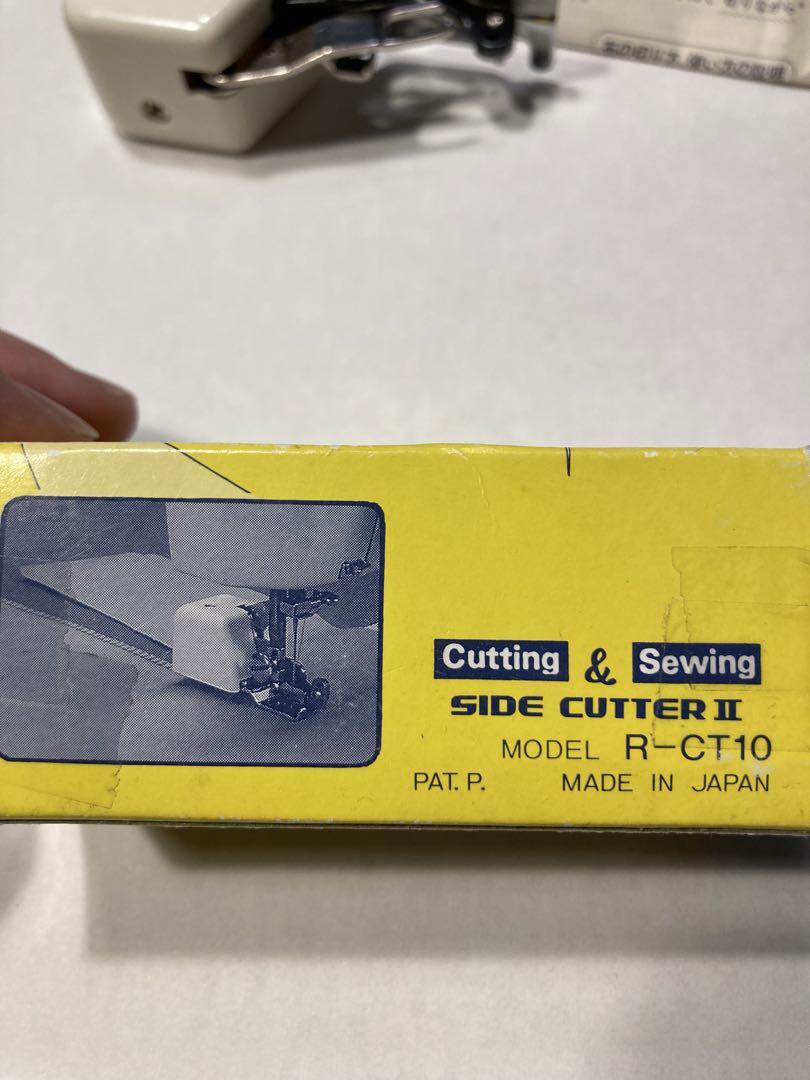 Cutting & Sewing
SIDE CUTTER II
MODEL R-CT10
PAT. P. MADE IN JAPAN